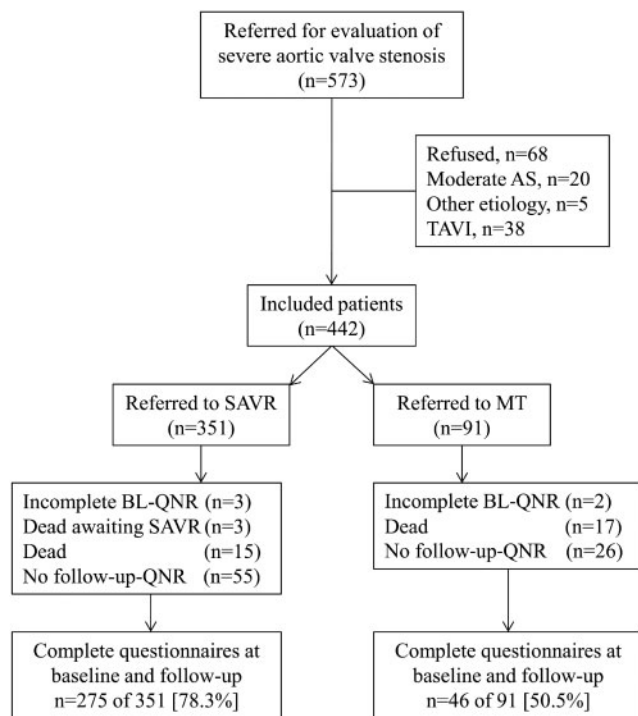 Referred for evaluation of
severe aortic valve stenosis
(n=573)
Refused, n=68
Moderate AS, n=20
Other etiology, n=5
TAVI, n=38
Included patients
(n=442)
Referred to SAVR
(n=351)
Referred to MT
(n=91)
Incomplete BL-QNR (n=3)
Dead awaiting SAVR (n=3)
Dead (n=15)
No follow-up-QNR (n=55)
Incomplete BL-QNR (n=2)
Dead (n=17)
No follow-up-QNR (n=26)
Complete questionnaires at
baseline and follow-up
n=275 of 351 [78.3%]
Complete questionnaires at
baseline and follow-up
n=46 of 91 [50.5%]